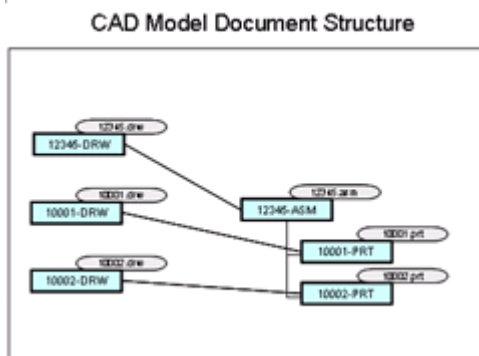 CAD Model Document Structure
12345.drw
12345-DRW
10001.drw
10001-DRW
12345.asm
12345-ASM
10001.prt
10001-PRT
10002.drw
10002-DRW
10002.prt
10002-PRT